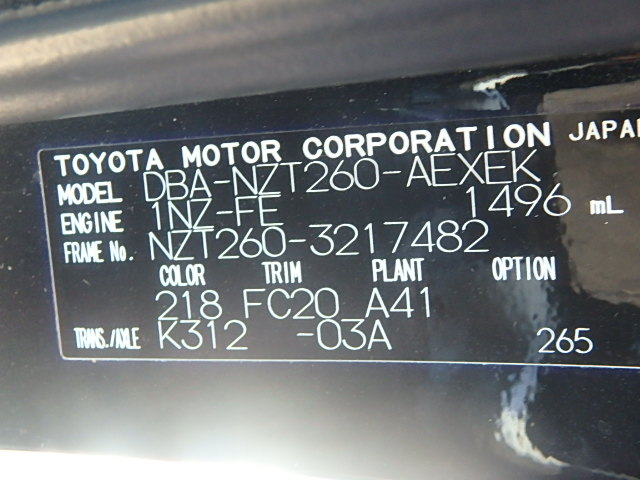 TOYOTA MOTOR CORPORATION JAPAN
MODEL DBA-NZT260-AEXEK
ENGINE 1NZ-FE 1496 mL
FRAME No. NZT260-3217482
COLOR TRIM PLANT OPTION
218 FC20 A41
TRANS./AXLE K312 -03A 265